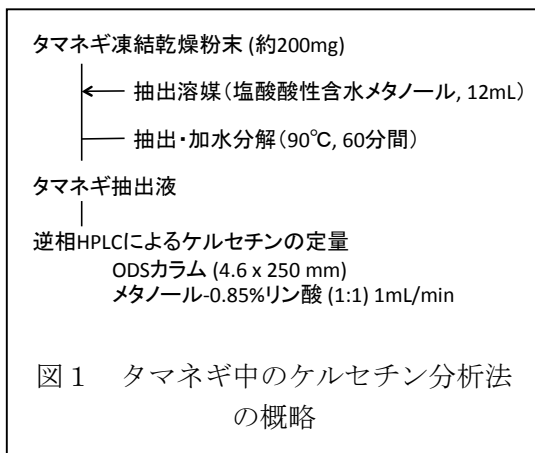 タマネギ凍結乾燥粉末 (約200mg)
抽出溶媒(塩酸酸性含水メタノール, 12mL)
抽出・加水分解(90℃, 60分間)
タマネギ抽出液
逆相HPLCによるケルセチンの定量
ODSカラム (4.6 x 250 mm)
メタノール-0.85%リン酸 (1:1) 1mL/min
図1 タマネギ中のケルセチン分析法
の概略